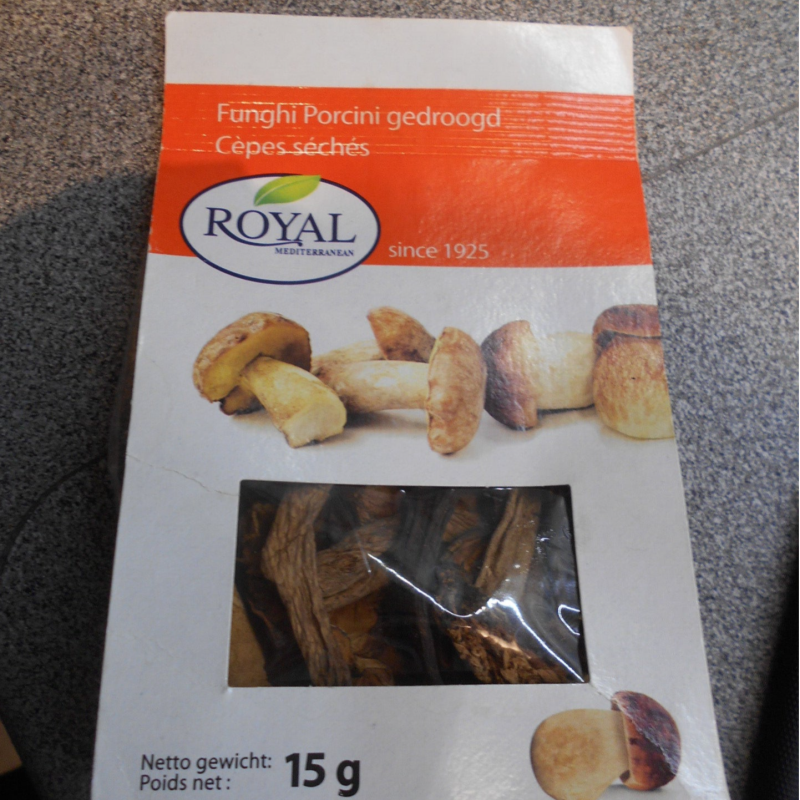 Funghi Porcini gedroogd
Cèpes séchés
ROYAL
MEDITERRANEAN
since 1925
Netto gewicht: 15 g
Poids net :